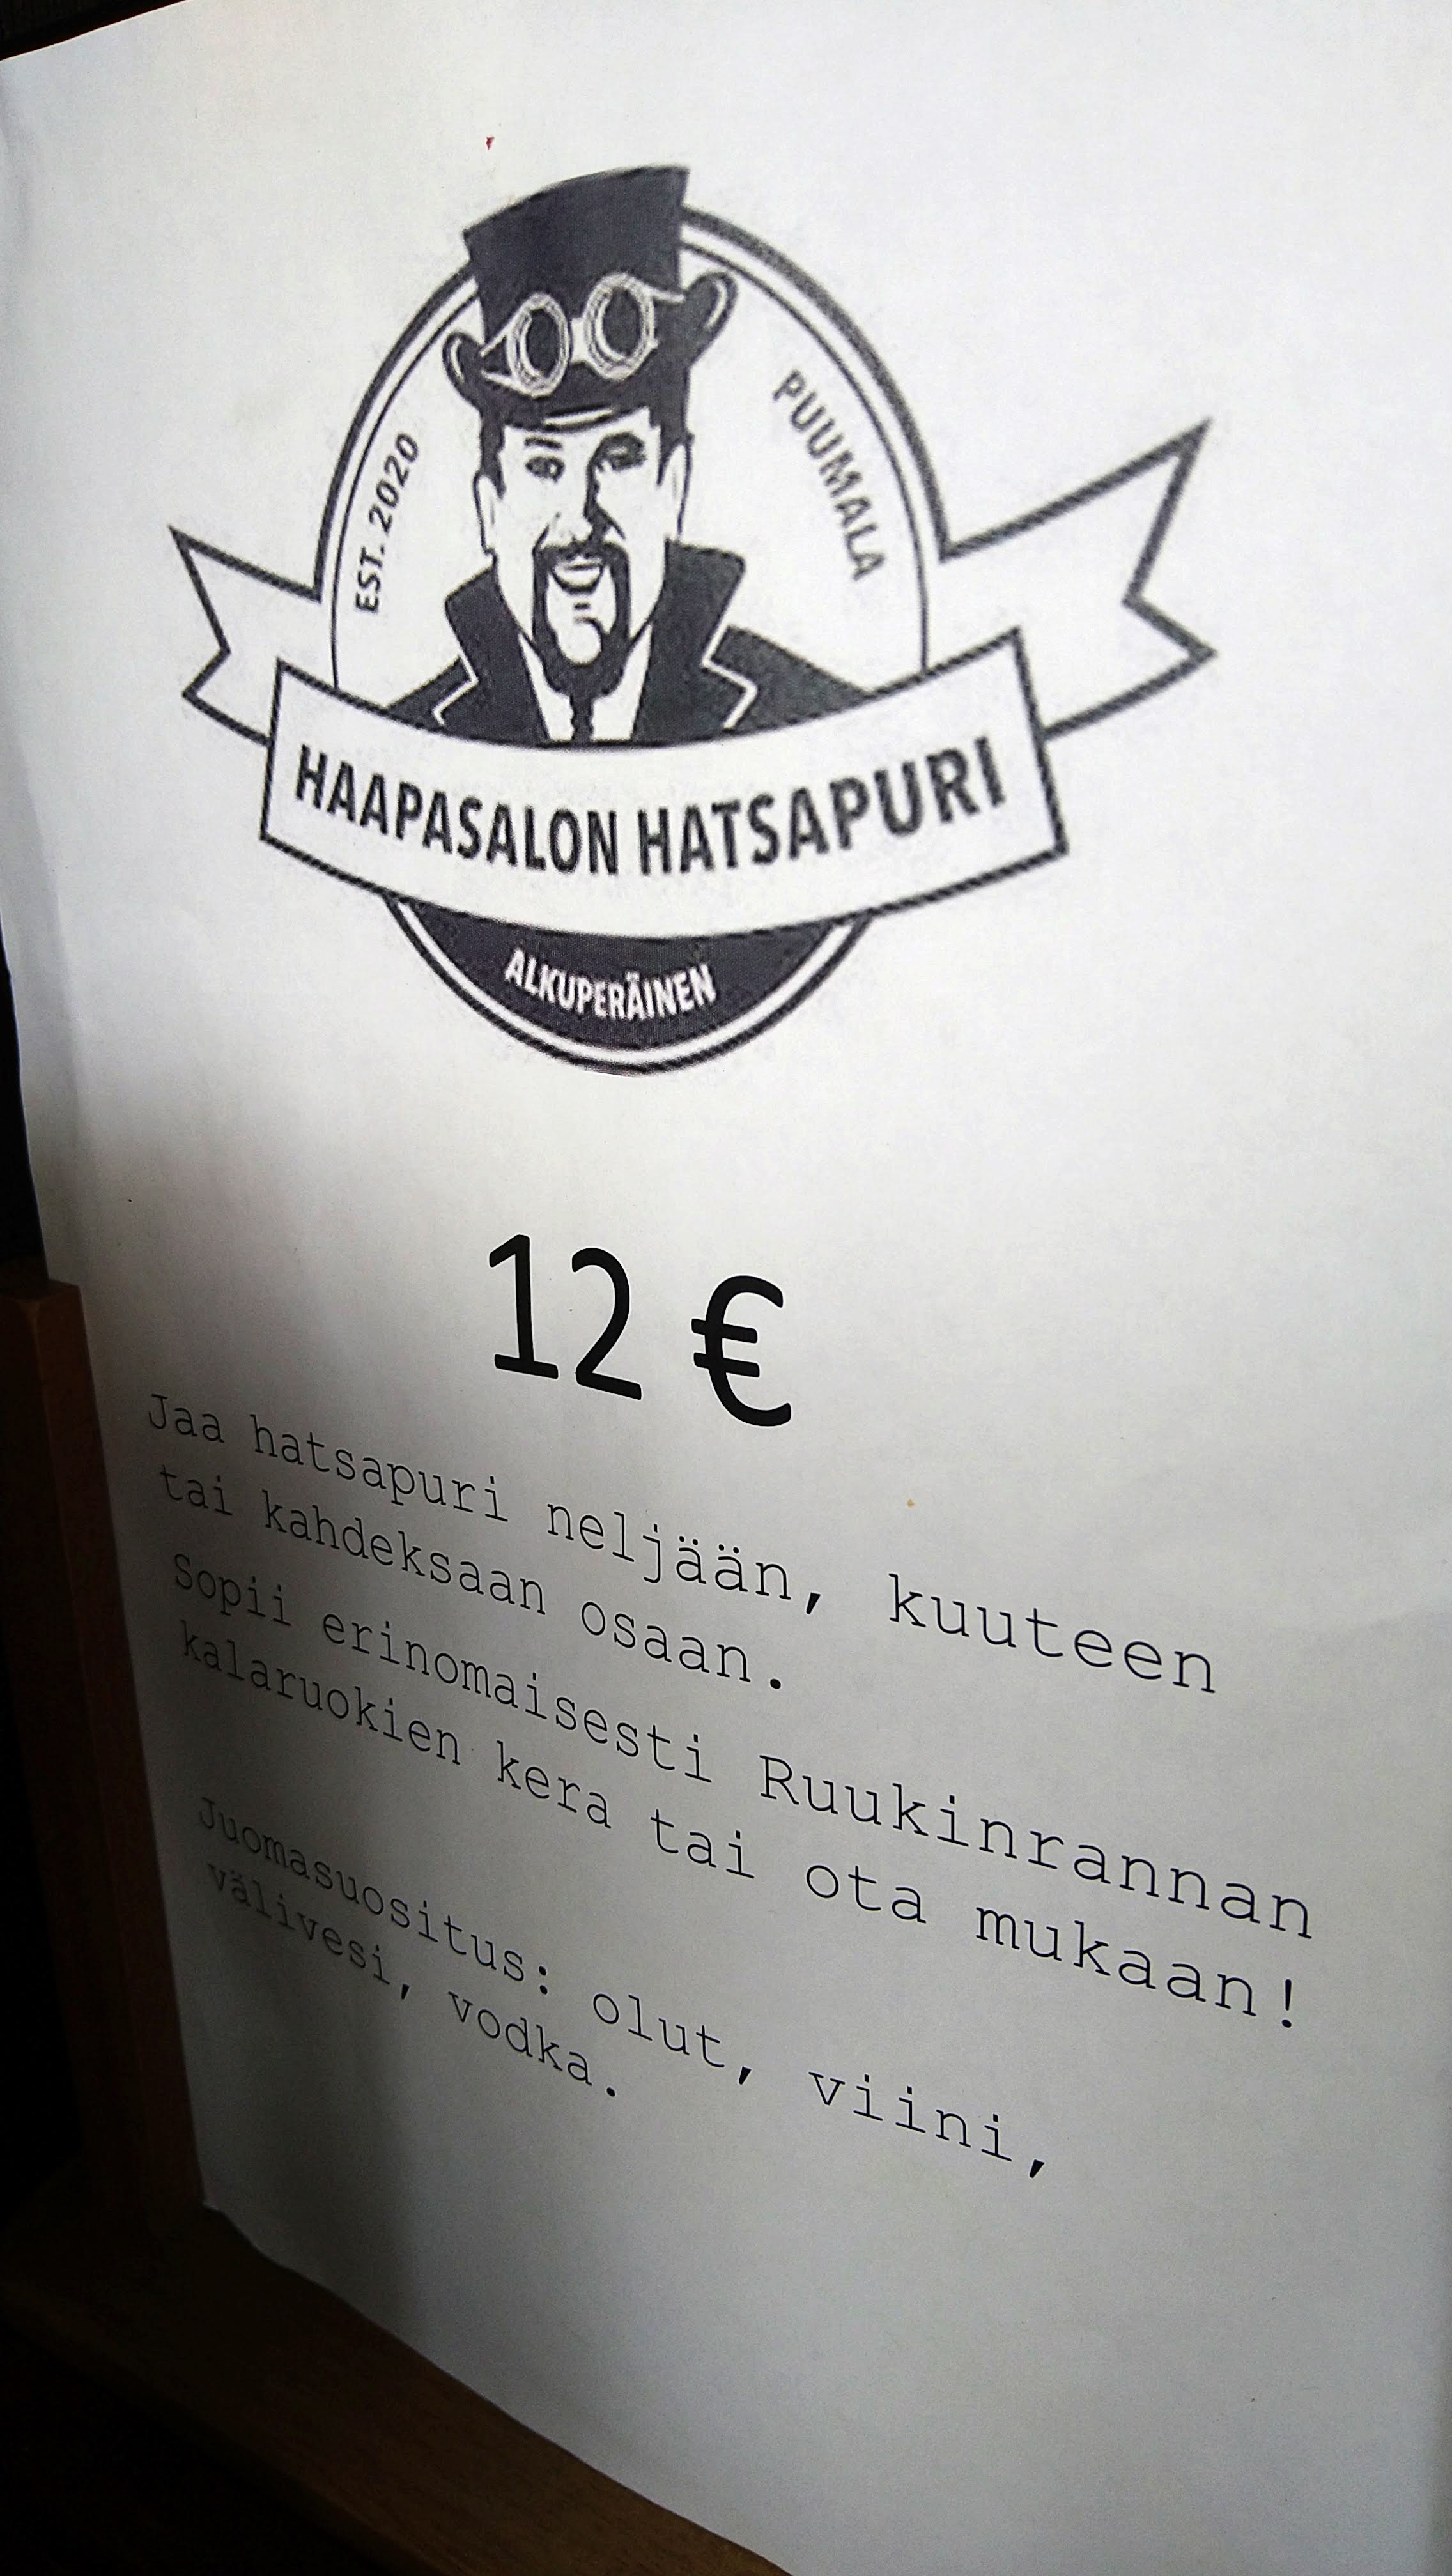 EST. 2020
PUUMALA
HAAPASALON HATSAPURI
ALKUPERÄINEN
12 €
Jaa hatsapuri neljään, kuuteen
tai kahdeksaan osaan.
Sopii erinomaisesti Ruukinrannan
kalaruokien kera tai ota mukaan!
Juomasuositus: olut, viini,
välivesi, vodka.